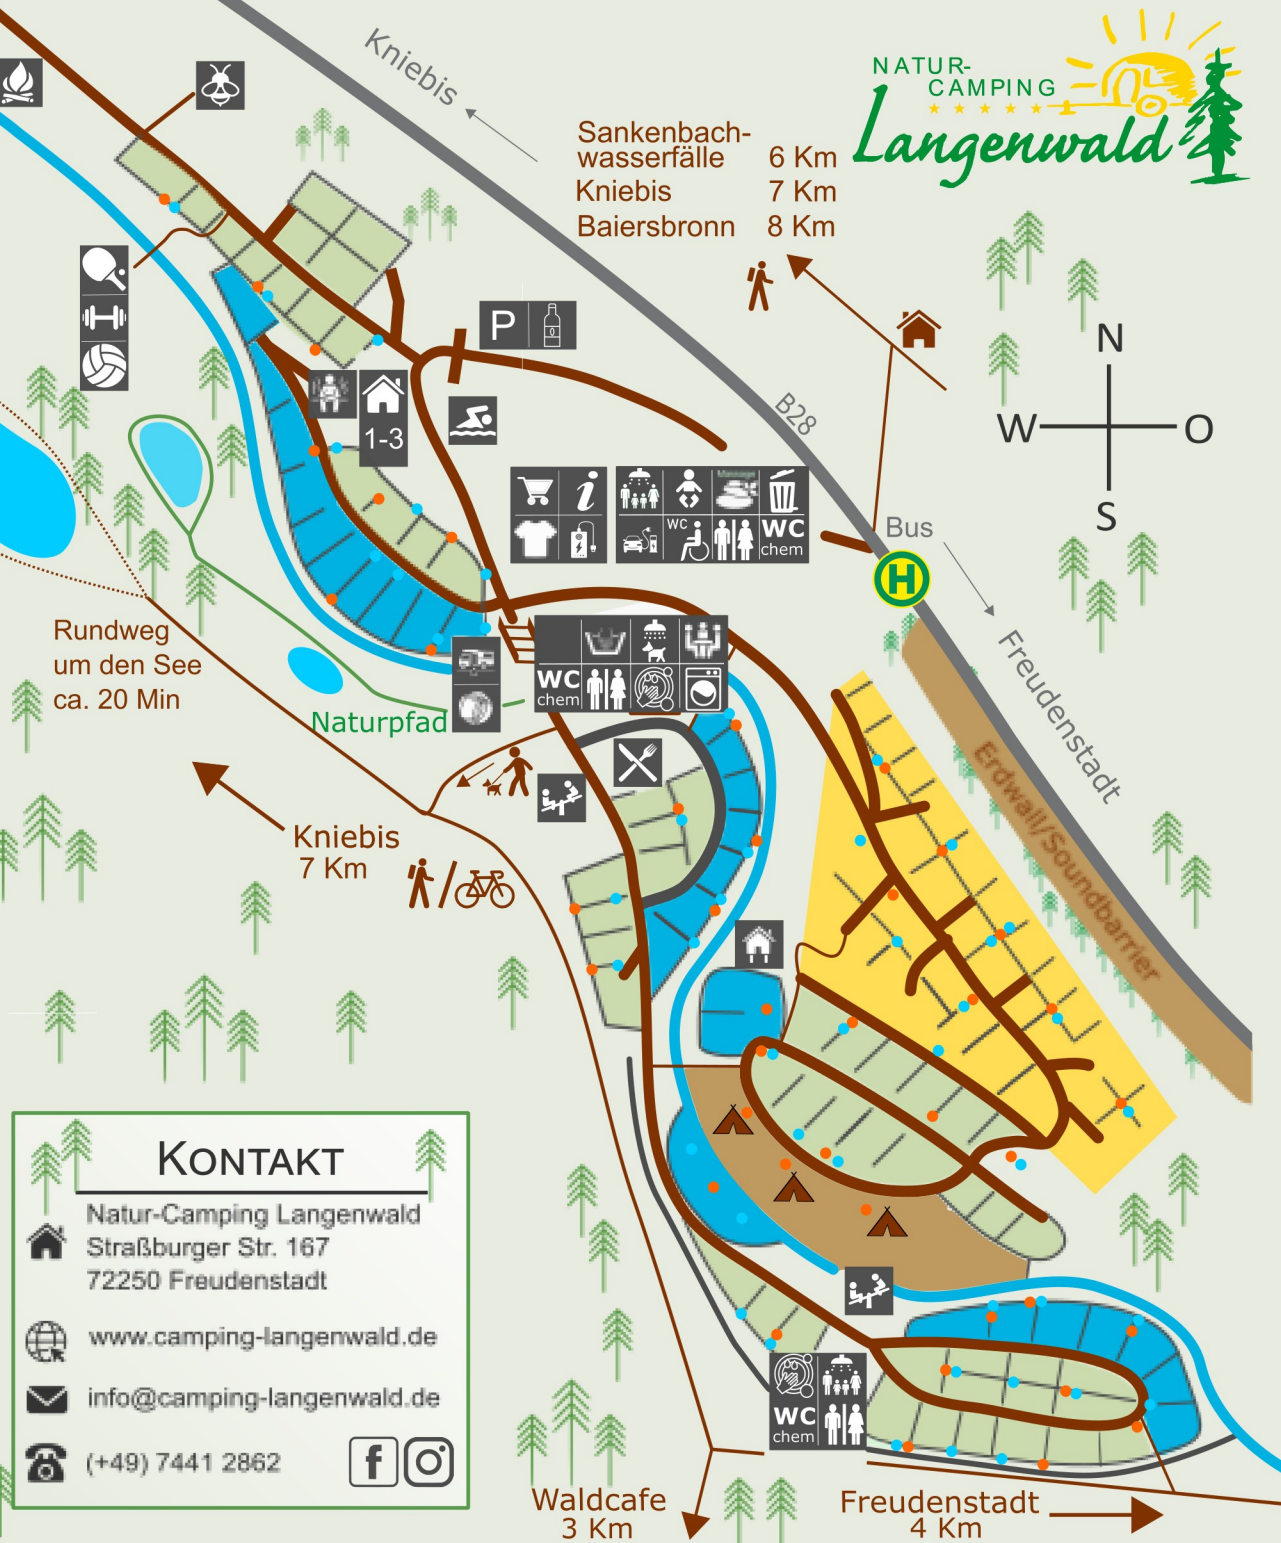 Kniebis
NATUR-
CAMPING
Langenwald
Sankenbach-
wasserfälle 6 Km
Kniebis 7 Km
Baiersbronn 8 Km
P
1-3
B28
N
W O
S
i
Massage
WC
WC
chem
Bus
H
Freudenstadt
Erdwall/Soundbarrier
Rundweg
um den See
ca. 20 Min
Naturpfad
WC
chem
Kniebis
7 Km
/
KONTAKT
Natur-Camping Langenwald
Straßburger Str. 167
72250 Freudenstadt
www.camping-langenwald.de
info@camping-langenwald.de
(+49) 7441 2862
f
WC
chem
Waldcafe
3 Km
Freudenstadt
4 Km